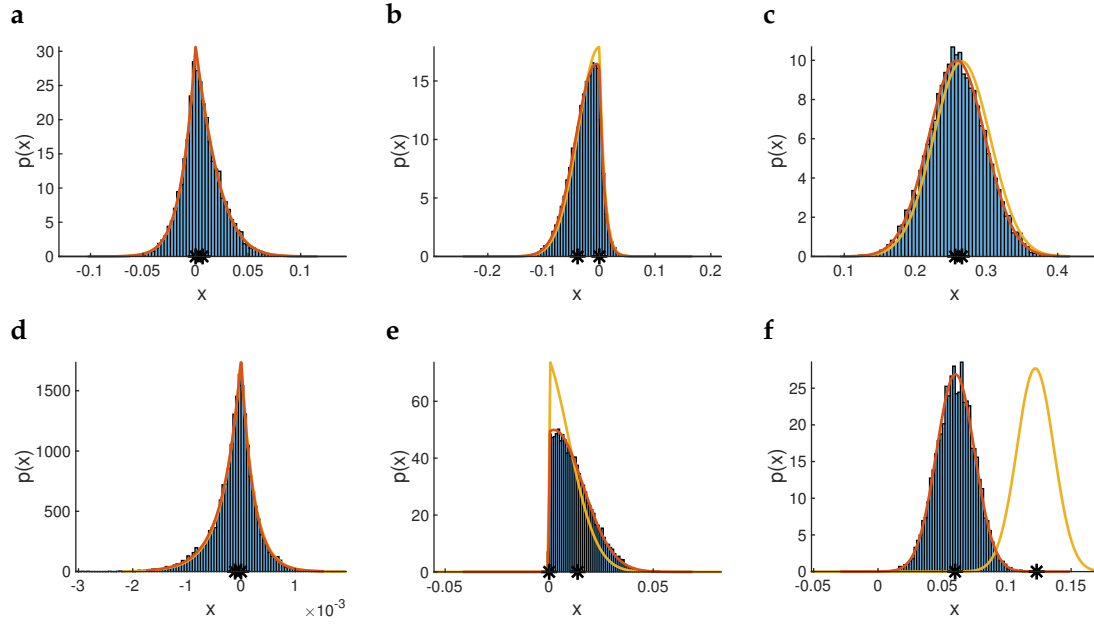 a
30
25
20
15
10
5
0
-0.1 -0.05 0 0.05 0.1
p(x)
x
b
15
10
5
0
-0.2 -0.1 0 0.1 0.2
p(x)
x
c
10
8
6
4
2
0
0.1 0.2 0.3 0.4
p(x)
x
d
1500
1000
500
0
-3 -2 -1 0 1
×10⁻³
p(x)
x
e
60
40
20
0
-0.05 0 0.05
p(x)
x
f
25
20
15
10
5
0
-0.05 0 0.05 0.1 0.15
p(x)
x